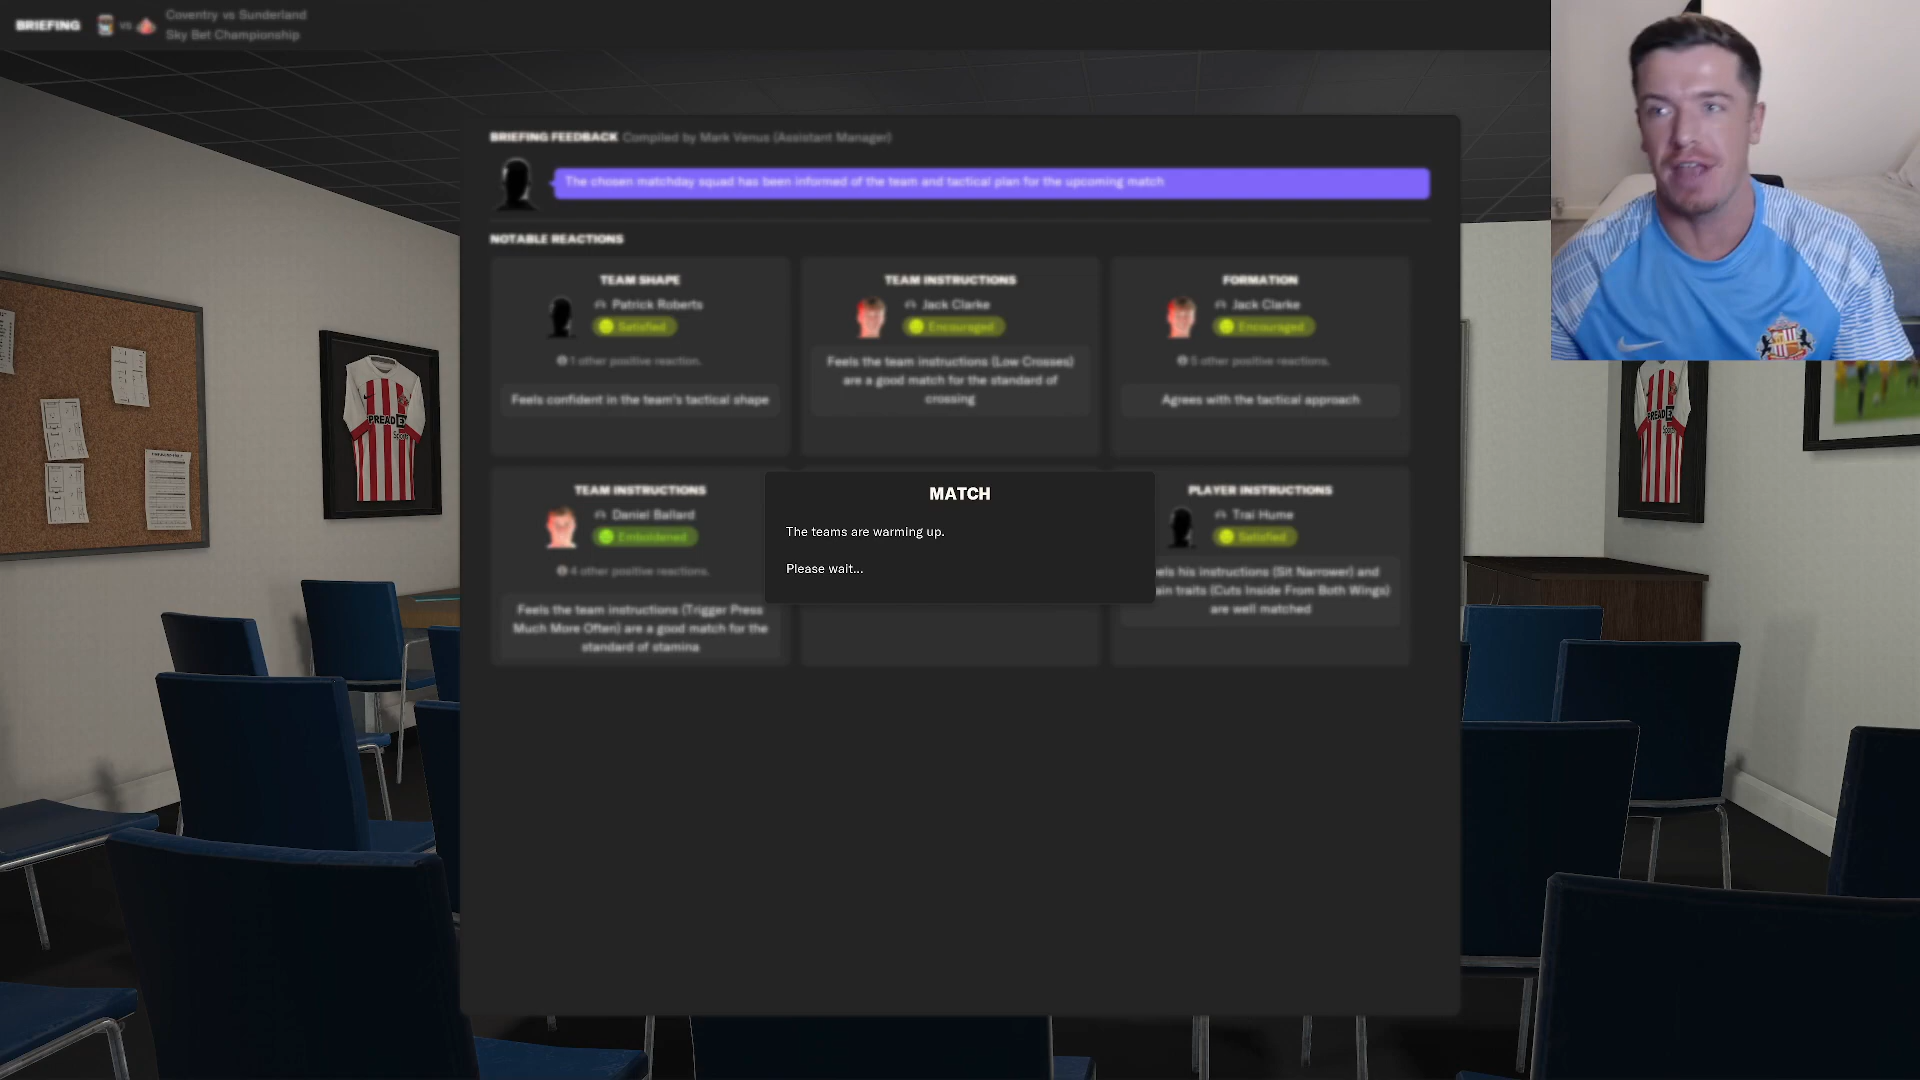 BRIEFING
vs
Coventry vs Sunderland
Sky Bet Championship
BRIEFING FEEDBACK Compiled by Mark Venus (Assistant Manager)
The chosen matchday squad has been informed of the team and tactical plan for the upcoming match
NOTABLE REACTIONS
TEAM SHAPE
Patrick Roberts
Satisfied
1 other positive reaction.
Feels confident in the team's tactical shape
TEAM INSTRUCTIONS
Jack Clarke
Encouraged
Feels the team instructions (Low Crosses)
are a good match for the standard of
crossing
FORMATION
Jack Clarke
Encouraged
5 other positive reactions.
Agrees with the tactical approach
TEAM INSTRUCTIONS
Daniel Ballard
Emboldened
4 other positive reactions.
Feels the team instructions (Trigger Press
Much More Often) are a good match for the
standard of stamina
MATCH
The teams are warming up.
Please wait...
PLAYER INSTRUCTIONS
Trai Hume
Satisfied
his instructions (Sit Narrower) and
traits (Cuts Inside From Both Wings)
are well matched